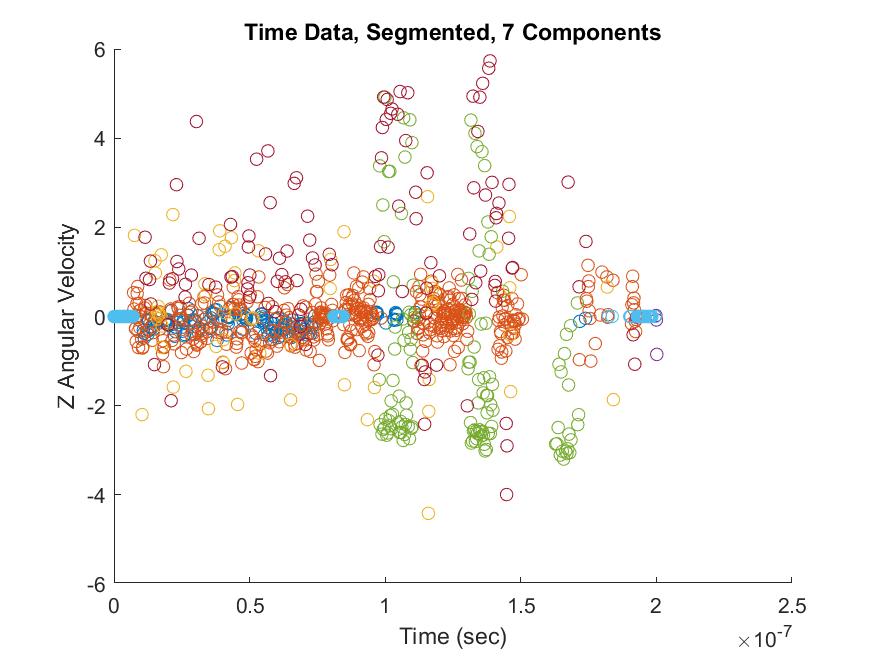 Time Data, Segmented, 7 Components
6
4
2
0
-2
-4
-6
Z Angular Velocity
0 0.5 1 1.5 2 2.5
Time (sec)
×10-7